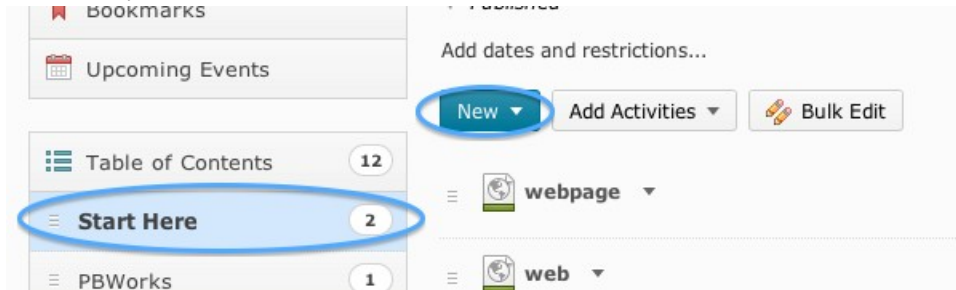 Bookmarks
Published
Upcoming Events
Add dates and restrictions...
New
Add Activities
Bulk Edit
Table of Contents 12
Start Here 2
PBWorks 1
webpage
web